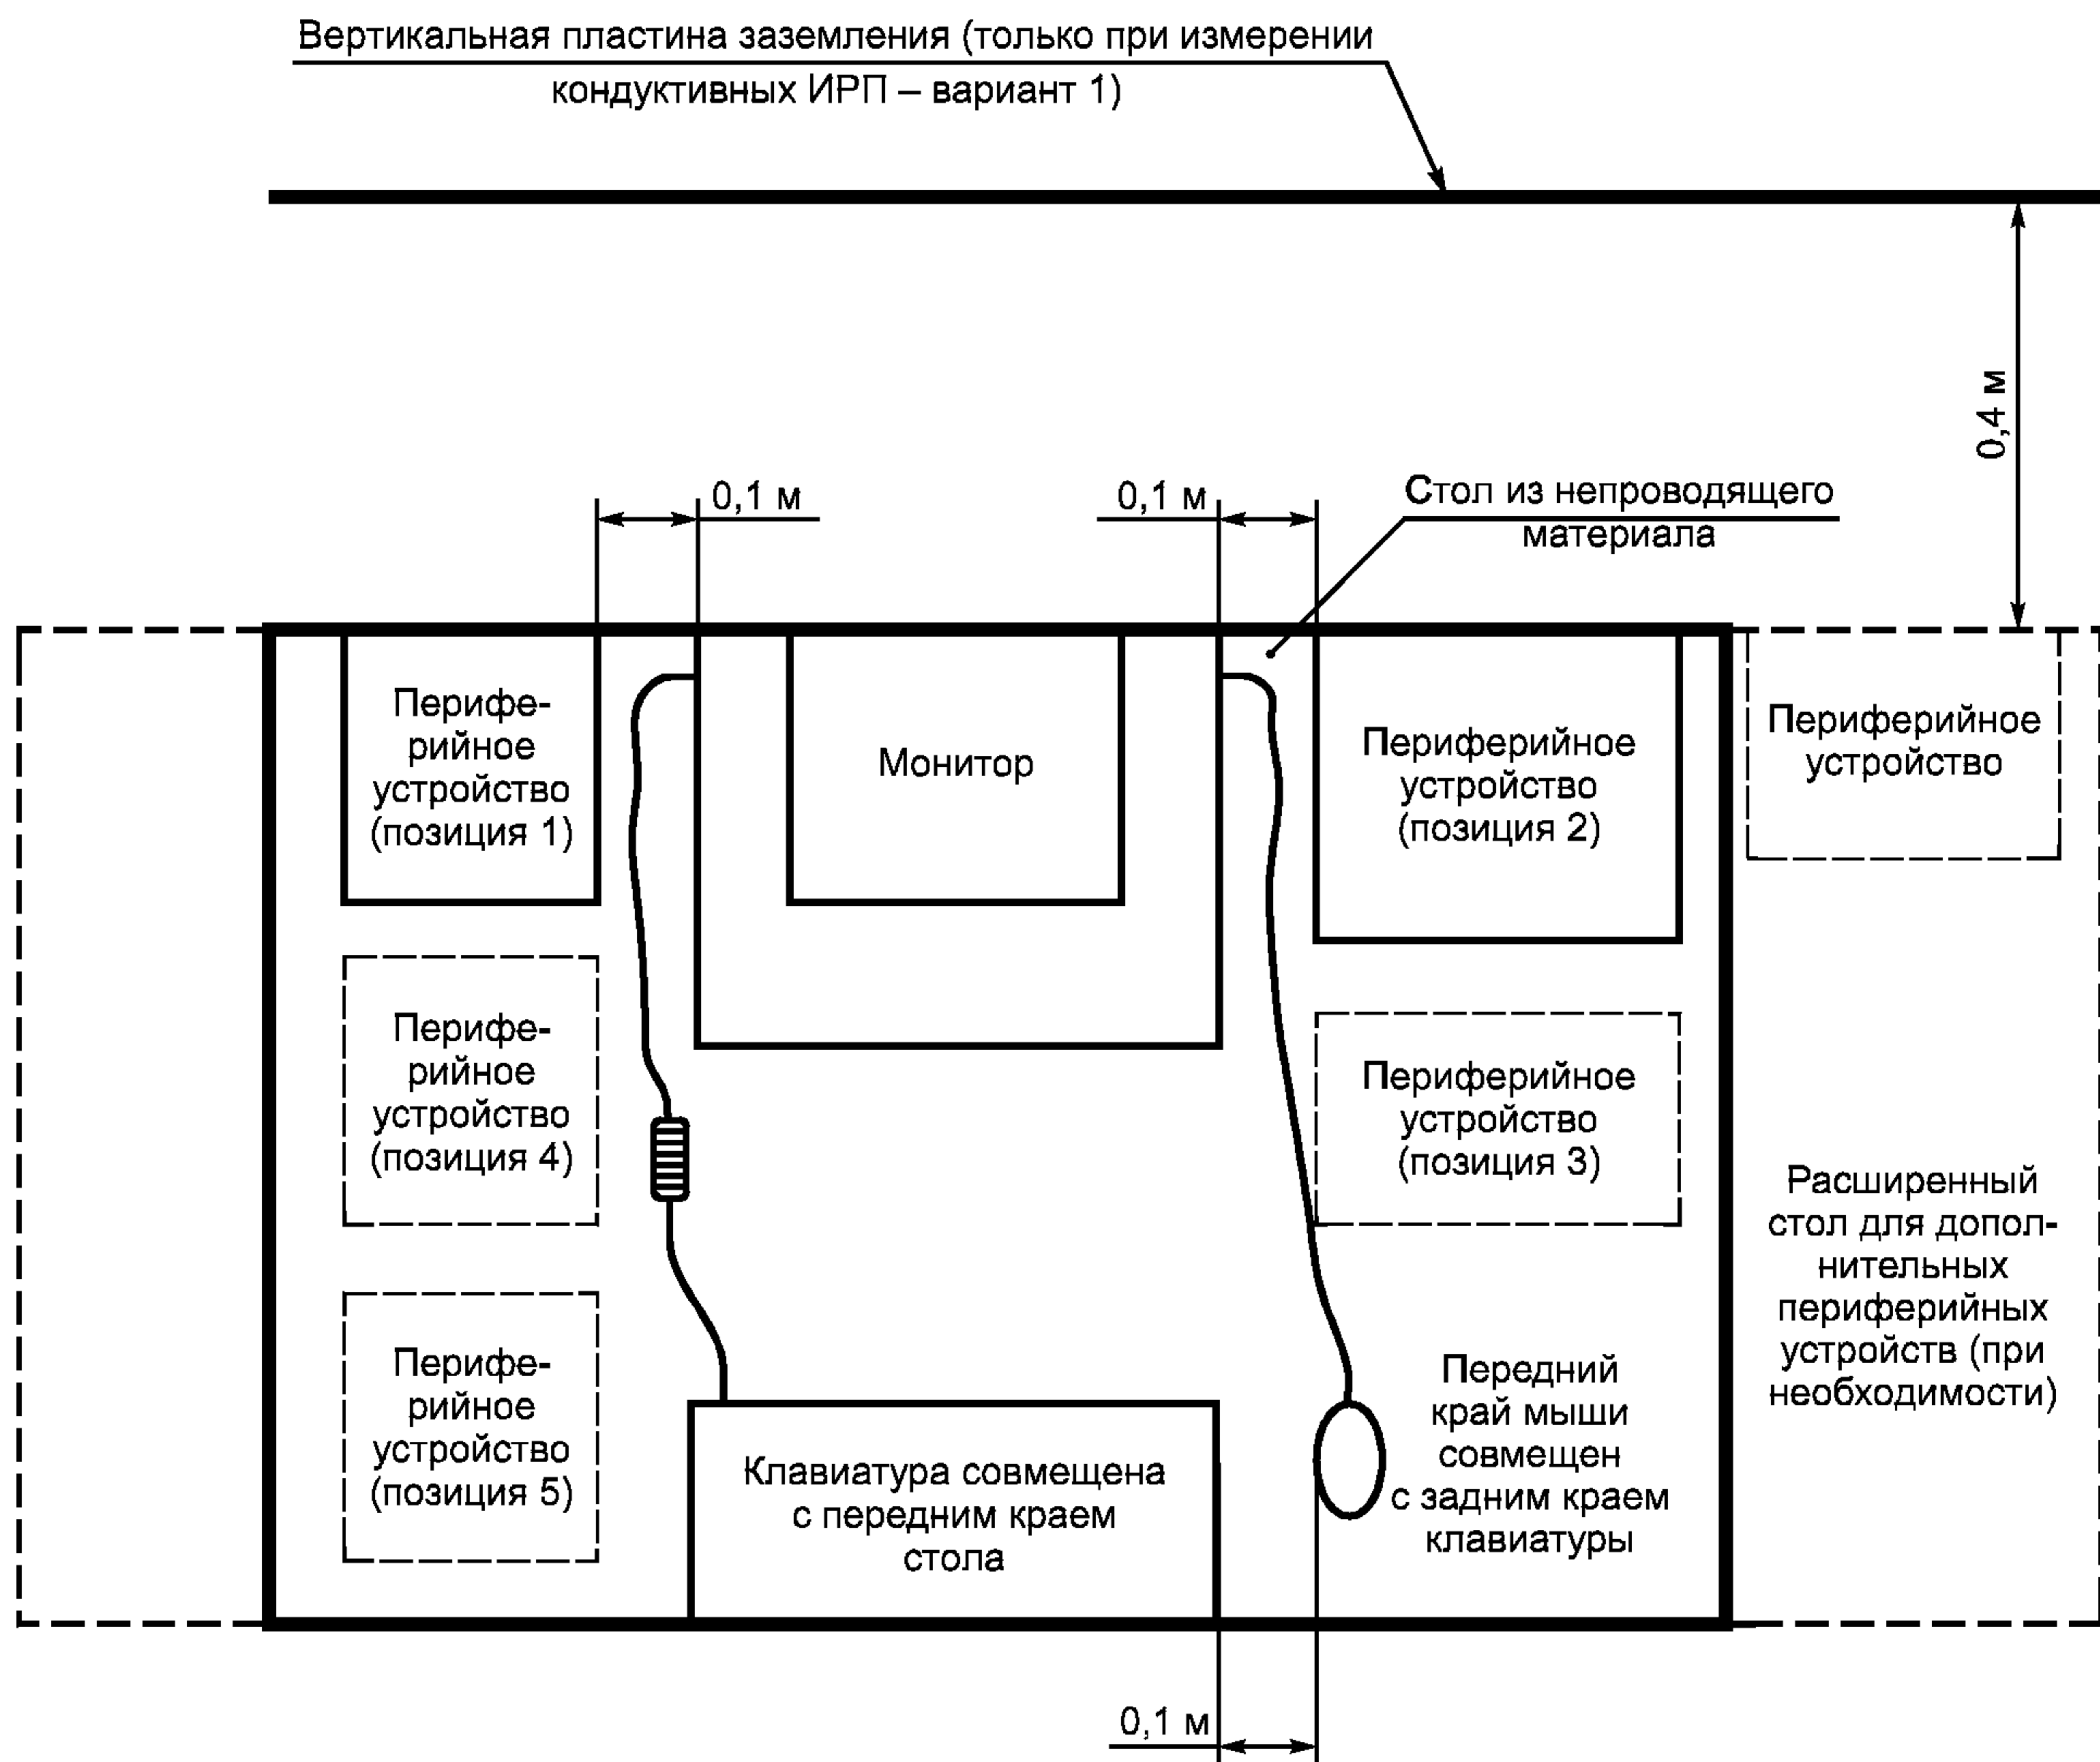 Вертикальная пластина заземления (только при измерении
кондуктивных ИРП – вариант 1)
0,4 м
0,1 м
0,1 м
Стол из непроводящего
материала
Перифе-
рийное
устройство
(позиция 1)
Монитор
Периферийное
устройство
(позиция 2)
Периферийное
устройство
Перифе-
рийное
устройство
(позиция 4)
Периферийное
устройство
(позиция 3)
Расширенный
стол для допол-
нительных
периферийных
устройств (при
необходимости)
Перифе-
рийное
устройство
(позиция 5)
Клавиатура совмещена
с передним краем
стола
Передний
край мыши
совмещен
с задним краем
клавиатуры
0,1 м